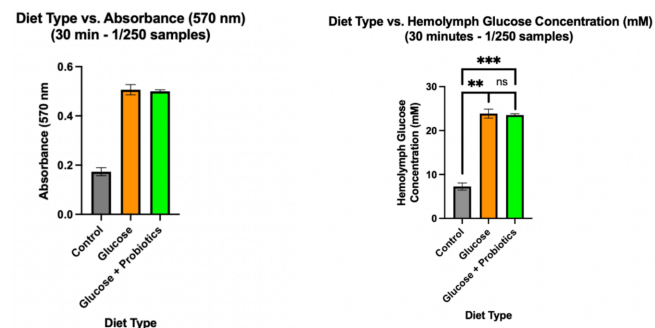 Diet Type vs. Absorbance (570 nm)
(30 min - 1/250 samples)
Absorbance (570 nm
0.6
0.4
0.2
0.0
Control
Glucose
Glucose + Probiotics
Diet Type
Diet Type vs. Hemolymph Glucose Concentration (mM)
(30 minutes - 1/250 samples)
***
** ns
Hemolymph Glucose
Concentration (mM)
30
20
10
0
Control
Glucose
Glucose + Probiotics
Diet Type